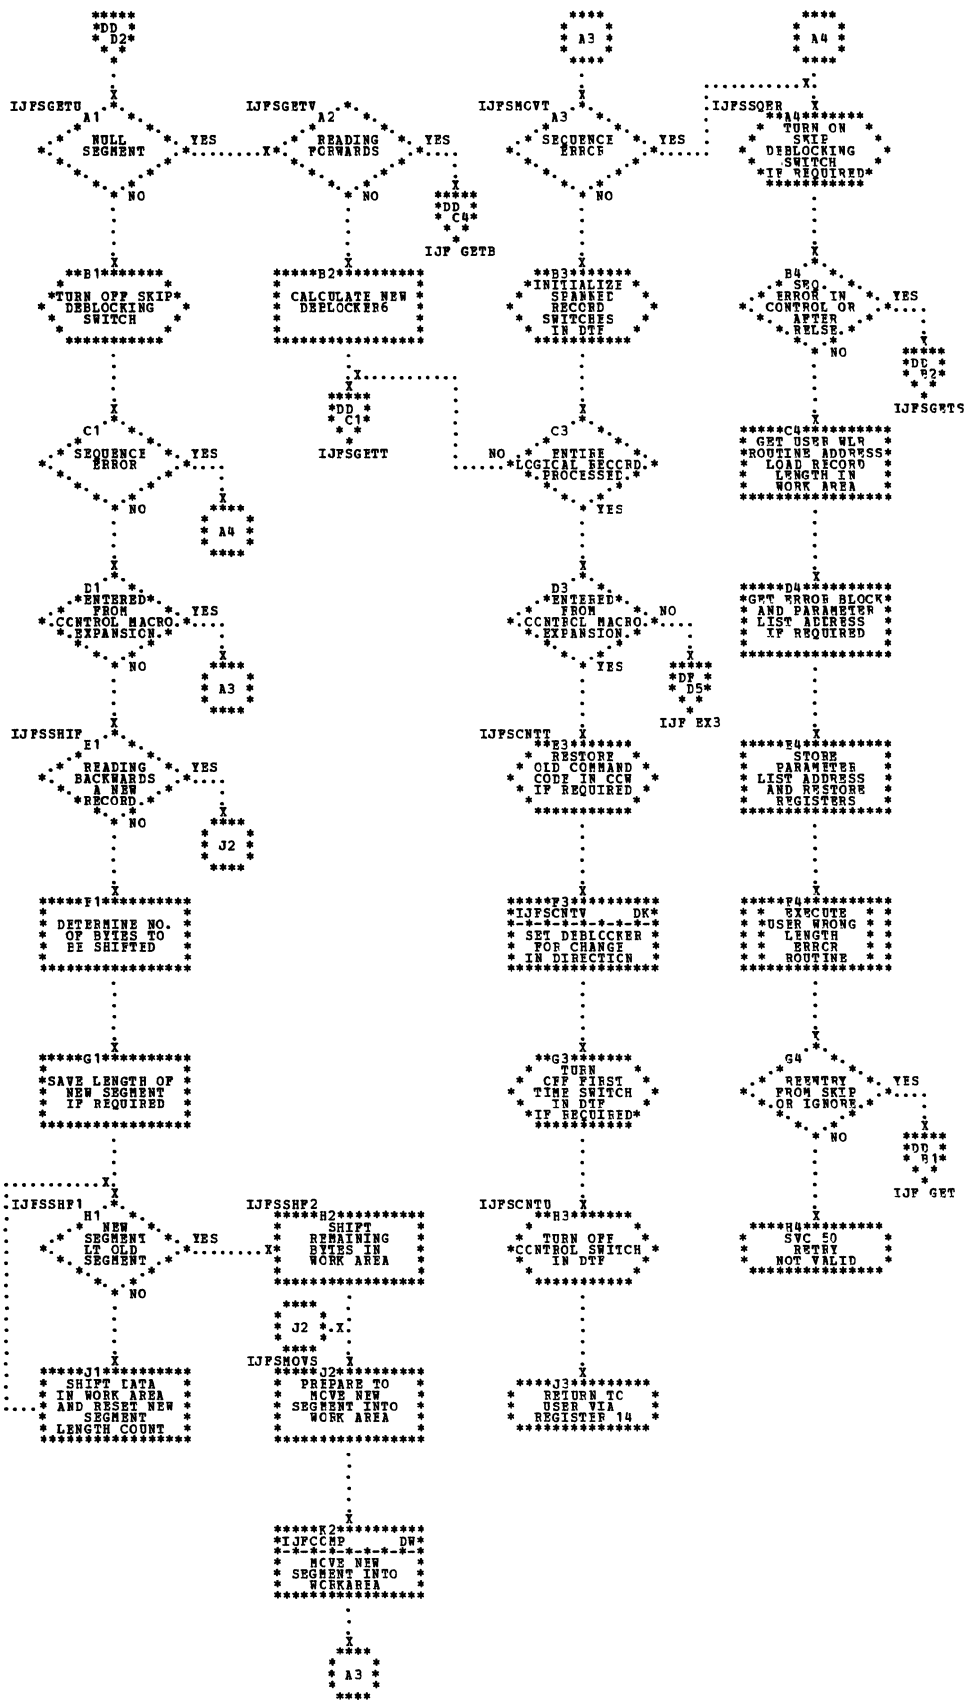 DD
D2
IJFSGETU
A1
NULL
SEGMENT
YES
NO
B1
TURN OFF SKIP
DEBLOCKING
SWITCH
C1
SEQUENCE
ERROR
YES
NO
A4
D1
ENTERED
FROM
CCNTROL MACRO
EXPANSION
YES
NO
A3
IJFSSHIF
E1
READING
BACKWARDS
A NEW
RECORD
YES
NO
J2
F1
DETERMINE NO.
OF BYTES TO
BE SHIFTED
G1
SAVE LENGTH OF
NEW SEGMENT
IF REQUIRED
IJFSSHF1
H1
NEW
SEGMENT
LT OLD
SEGMENT
YES
NO
J1
SHIFT DATA
IN WORK AREA
AND RESET NEW
SEGMENT
LENGTH COUNT
IJFSGETV
A2
READING
FORWARDS
YES
NO
DD
C4
IJF GETB
B2
CALCULATE NEW
DEBLOCKER6
DD
C1
IJFSGETT
IJFSSHF2
H2
SHIFT
REMAINING
BYTES IN
WORK AREA
J2
IJFSMOVS
J2
PREPARE TO
MOVE NEW
SEGMENT INTO
WORK AREA
K2
IJFCCMP DW
MCVE NEW
SEGMENT INTO
WCRKAREA
A3
A3
IJFSMCVT
A3
SEQUENCE
ERRCR
YES
NO
B3
INITIALIZE
SPANNED
RECORD
SWITCHES
IN DTF
C3
ENTIRE
LCGICAL RECCRD
PROCESSED
NO
YES
D3
ENTERED
FROM
CCNTRCL MACRO
EXPANSION
NO
YES
DF
D5
IJF EX3
IJFSCNTT
E3
RESTORE
OLD COMMAND
CODE IN CCW
IF REQUIRED
F3
IJFSCNTV DK
SET DEBLCCKER
FOR CHANGE
IN DIRECTICN
G3
TURN
CFF FIRST
TIME SWITCH
IN DTF
IF REQUIRED
IJFSCNTU
H3
TURN OFF
CCNTROL SWITCH
IN DTF
J3
RETURN TC
USER VIA
REGISTER 14
A4
IJFSSQER
A4
TURN ON
SKIP
DEBLOCKING
SWITCH
IF REQUIRED
B4
SEQ
ERROR IN
CONTROL OR
AFTER
RELSE
YES
NO
DD
B2
IJFSGETS
C4
GET USER WLR
ROUTINE ADDRESS
LOAD RECORD
LENGTH IN
WORK AREA
D4
GET ERROR BLOCK
AND PARAMETER
LIST ADDRESS
IF REQUIRED
E4
STORE
PARAMETER
LIST ADDRESS
AND RESTORE
REGISTERS
F4
EXECUTE
USER WRONG
LENGTH
ERRCR
ROUTINE
G4
REENTRY
FROM SKIP
OR IGNORE
YES
NO
DD
B1
IJF GET
H4
SVC 50
RETRY
NOT VALID